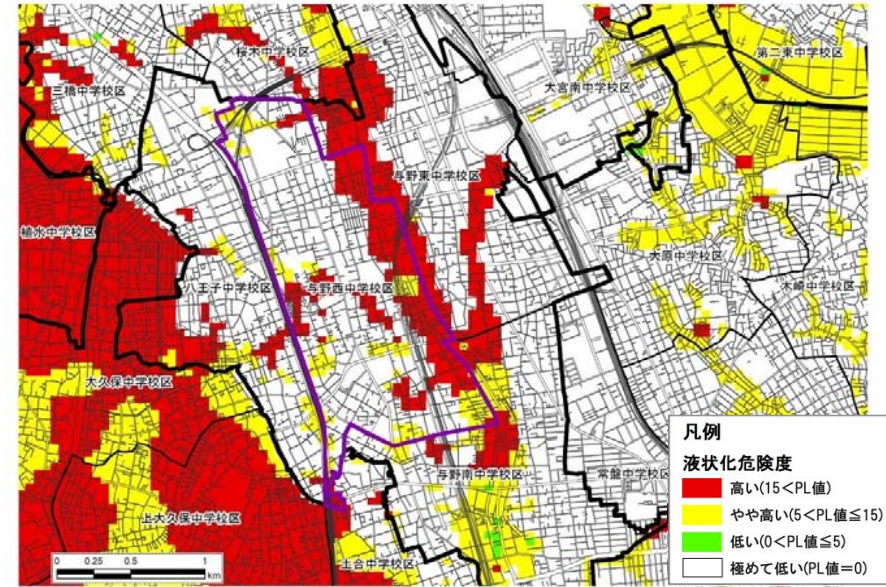 桜木中学校区
第二東中学校区
三橋中学校区
大宮南中学校区
与野東中学校区
植水中学校区
大原中学校区
八王子中学校区
与野西中学校区
木崎中学校区
大久保中学校区
与野南中学校区
常盤中学校区
上大久保中学校区
土合中学校区
0 0.25 0.5 1
km
凡例
液状化危険度
高い(15<PL値)
やや高い(5<PL値≦15)
低い(0<PL値≦5)
極めて低い(PL値=0)